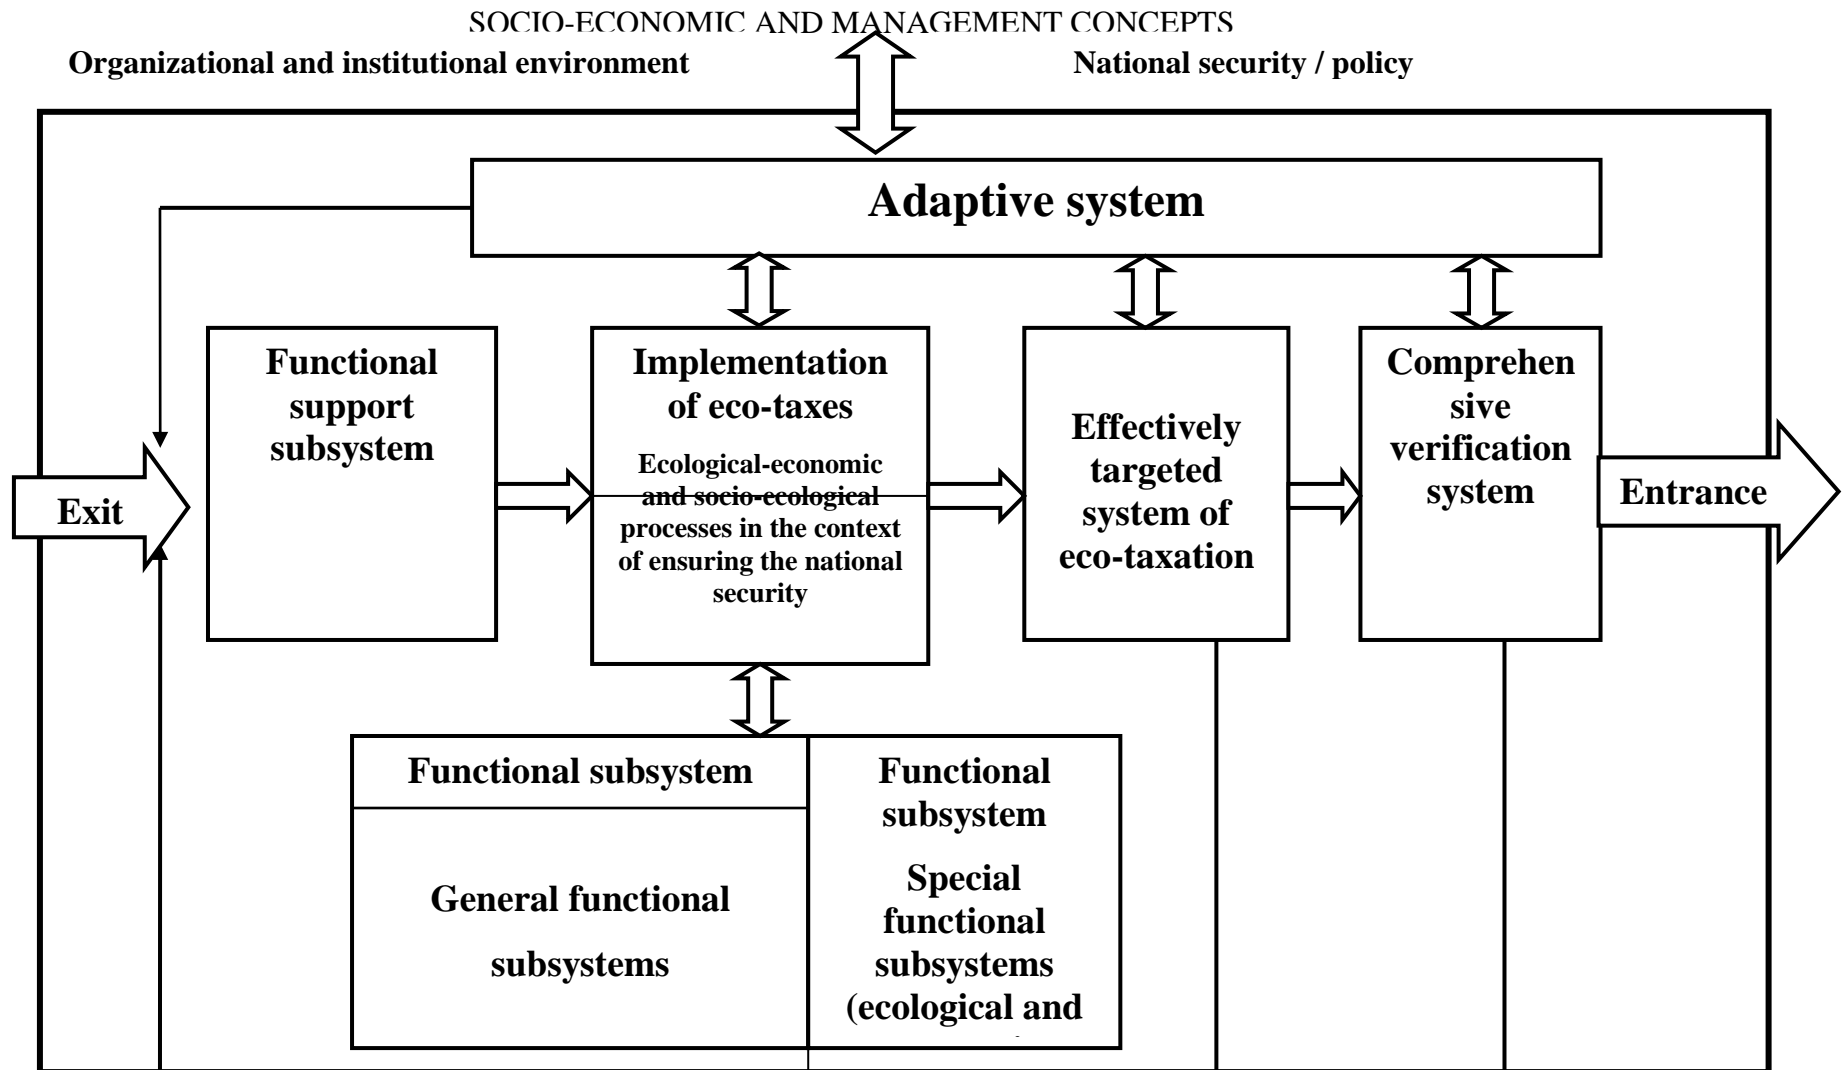 SOCIO-ECONOMIC AND MANAGEMENT CONCEPTS
Organizational and institutional environment
National security / policy
Adaptive system
Functional
support
subsystem
Implementation
of eco-taxes
Ecological-economic
and socio-ecological
processes in the context
of ensuring the national
security
Effectively
targeted
system of
eco-taxation
Comprehen
sive
verification
system
Exit
Entrance
Functional subsystem
General functional
subsystems
Functional
subsystem
Special
functional
subsystems
(ecological and